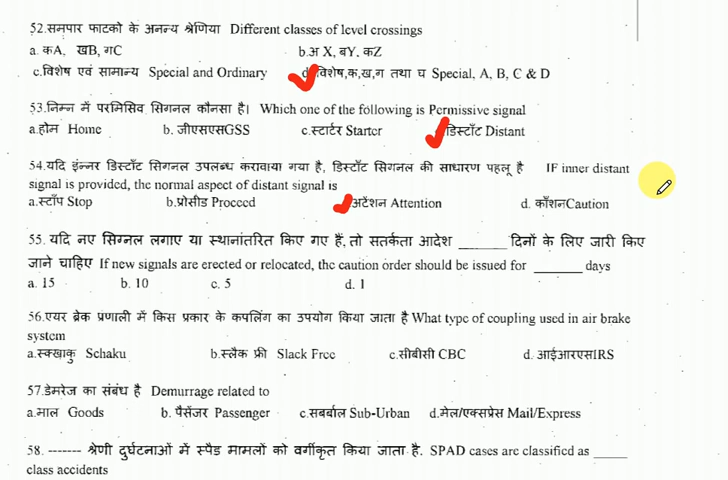 52.समपार फाटको के अनन्य श्रेणिया Different classes of level crossings
a. कA, खB, गC b.अ X, बY, कZ
c.विशेष एवं सामान्य Special and Ordinary विशेष,क,ख,ग तथा घ Special, A, B, C & D
53.निम्न में परमिसिव सिगनल कौनसा है। Which one of the following is Permissive signal
a.होम Home b. जीएसएसGSS c.स्टार्टर Starter डिस्टाँट Distant
54.यदि इंन्नर डिस्टाँट सिगनल उपलब्ध करावाया गया है, डिस्टाँट सिगनल की साधारण पहलू है IF inner distant
signal is provided, the normal aspect of distant signal is
a.स्टाँप Stop b.प्रोसीड Proceed अटेंशन Attention d. काँशनCaution
55. यदि नए सिग्नल लगाए या स्थानांतरित किए गए हैं, तो सतर्कता आदेश _______ दिनों के लिए जारी किए
जाने चाहिए If new signals are erected or relocated, the caution order should be issued for _______ days
a. 15 b. 10 c. 5 d. 1
56.एयर ब्रेक प्रणाली में किस प्रकार के कपलिंग का उपयोग किया जाता है What type of coupling used in air brake
system
a.स्क्खाकु Schaku b.स्लैक फ्री Slack Free c.सीबीसी CBC d. आईआरएसIRS
57.डेमरेज का संबंध है Demurrage related to
a.माल Goods b. पैसेंजर Passenger c.सबर्बाल Sub-Urban d.मेल/एक्सप्रेस Mail/Express
58. ------- श्रेणी दुर्घटनाओं में स्पैड मामलों को वर्गीकृत किया जाता है. SPAD cases are classified as _____
class accidents